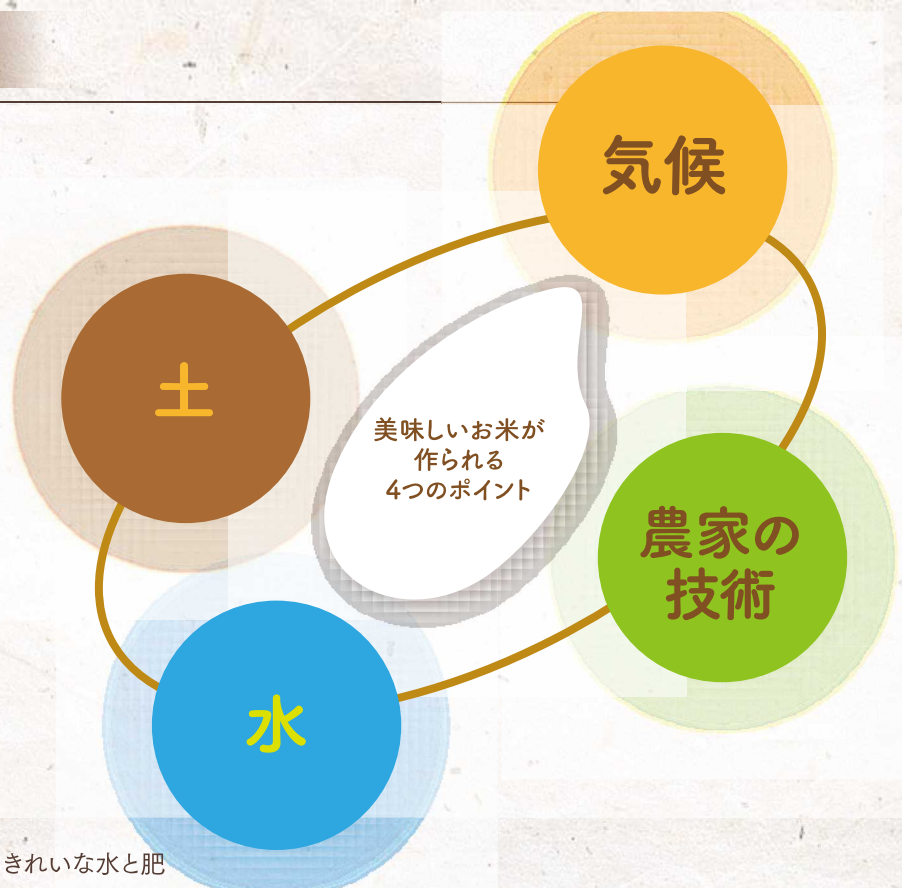 気候
土
美味しいお米が
作られる
4つのポイント
農家の
技術
水
きれいな水と肥